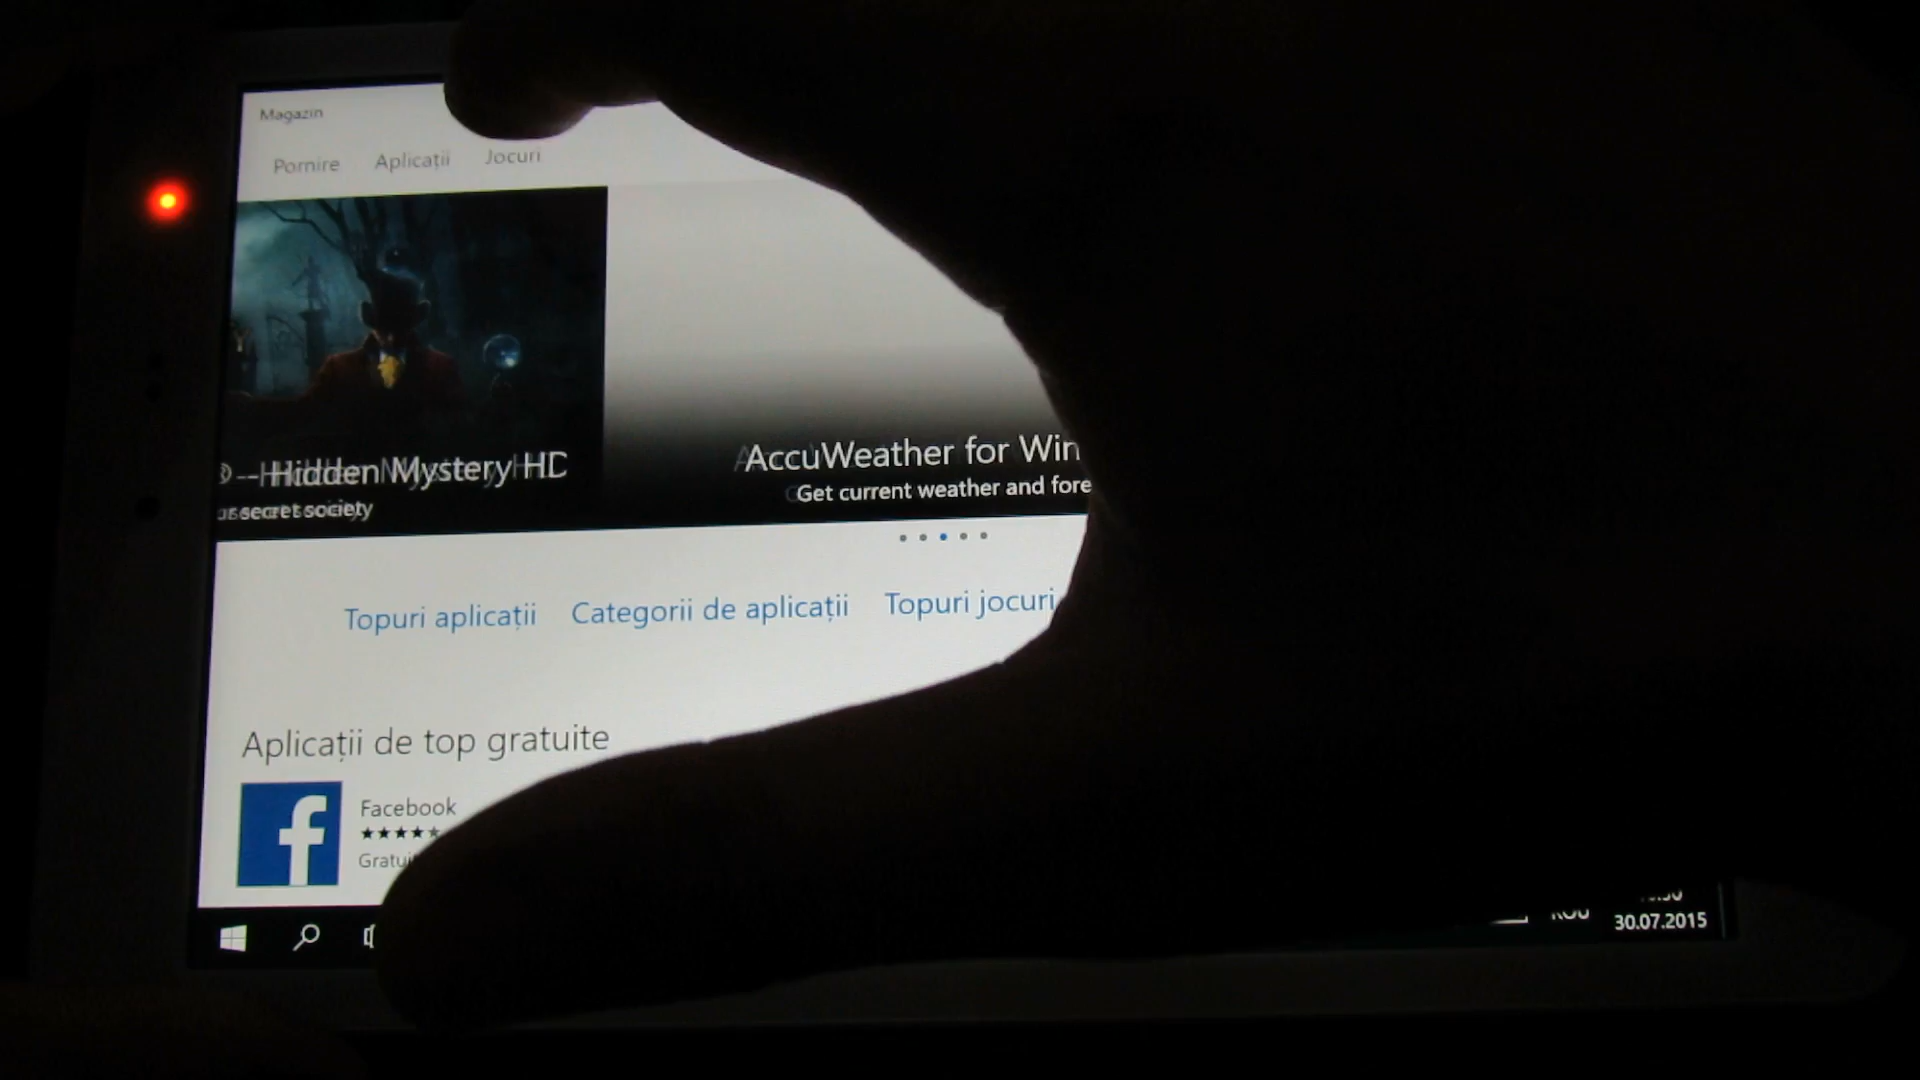 Magazin
Pornire Aplicații Jocuri
Hidden Mystery HD
secret society
AccuWeather for Win
Get current weather and fore
Topuri aplicații Categorii de aplicații Topuri jocuri
Aplicații de top gratuite
Facebook
Gratuit
30.07.2015